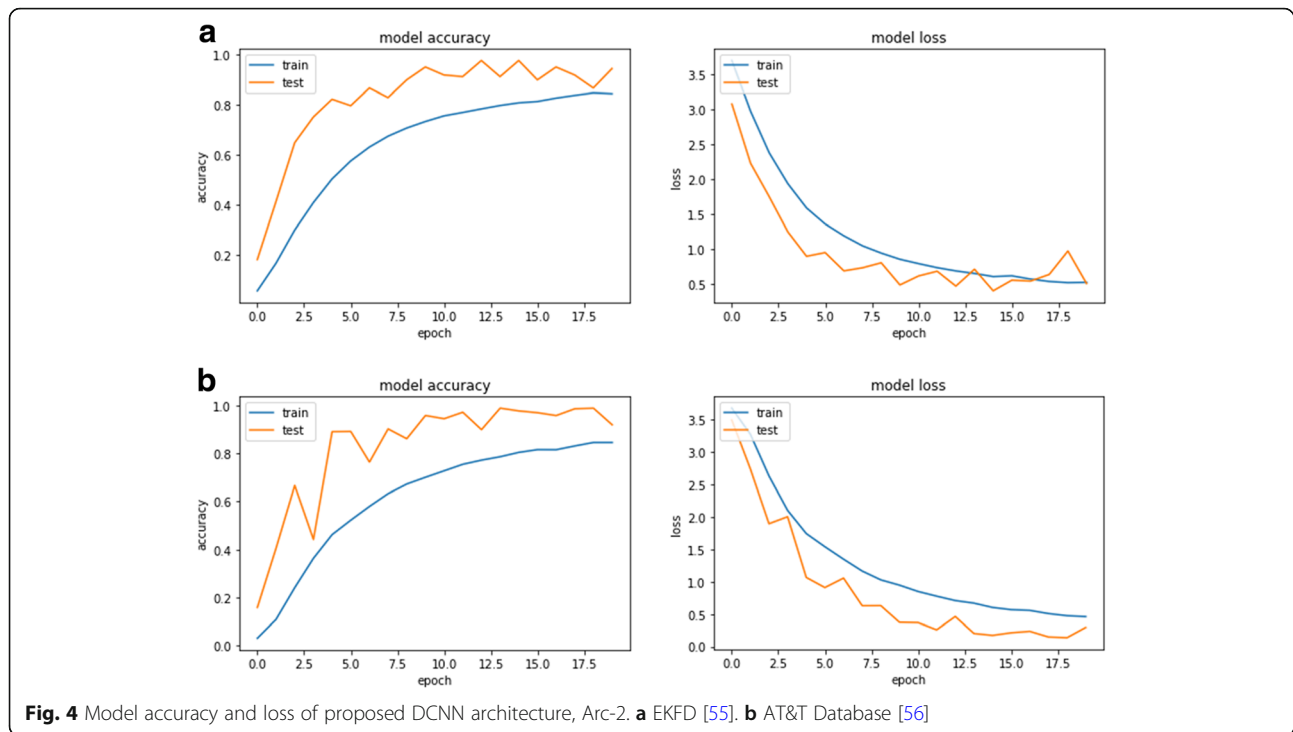 a
model accuracy
train
test
1.0
0.8
0.6
0.4
0.2
accuracy
0.0 2.5 5.0 7.5 10.0 12.5 15.0 17.5
epoch
model loss
train
test
3.5
3.0
2.5
2.0
1.5
1.0
0.5
loss
0.0 2.5 5.0 7.5 10.0 12.5 15.0 17.5
epoch
b
model accuracy
train
test
1.0
0.8
0.6
0.4
0.2
0.0
accuracy
0.0 2.5 5.0 7.5 10.0 12.5 15.0 17.5
epoch
model loss
train
test
3.5
3.0
2.5
2.0
1.5
1.0
0.5
0.0
loss
0.0 2.5 5.0 7.5 10.0 12.5 15.0 17.5
epoch
Fig. 4 Model accuracy and loss of proposed DCNN architecture, Arc-2. a EKFD [55]. b AT&T Database [56]